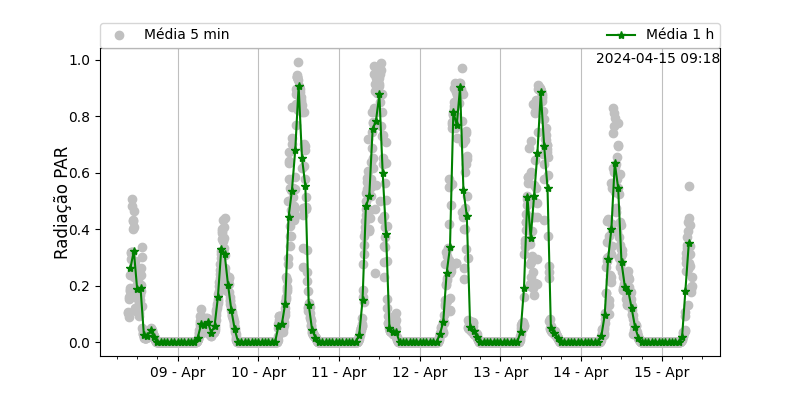 Média 5 min
Média 1 h
2024-04-15 09:18
Radiação PAR
1.0
0.8
0.6
0.4
0.2
0.0
09 - Apr
10 - Apr
11 - Apr
12 - Apr
13 - Apr
14 - Apr
15 - Apr